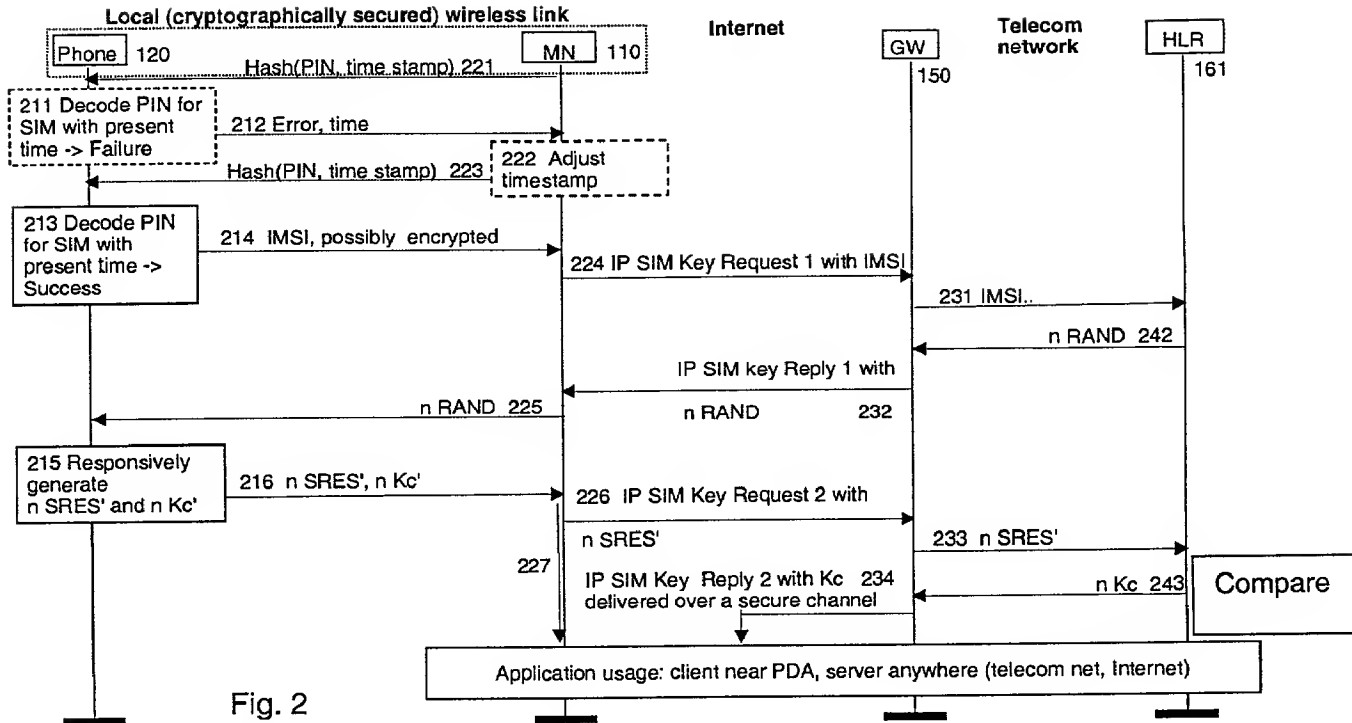 Local (cryptographically secured) wireless link
Internet
Telecom
network
Phone 120
MN 110
GW
150
HLR
161
Hash(PIN, time stamp) 221
211 Decode PIN for
SIM with present
time -> Failure
212 Error, time
222 Adjust
timestamp
Hash(PIN, time stamp) 223
213 Decode PIN
for SIM with
present time ->
Success
214 IMSI, possibly encrypted
224 IP SIM Key Request 1 with IMSI
231 IMSI..
n RAND 242
IP SIM key Reply 1 with
n RAND 232
n RAND 225
215 Responsively
generate
n SRES' and n Kc'
216 n SRES', n Kc'
226 IP SIM Key Request 2 with
n SRES'
233 n SRES'
227
IP SIM Key Reply 2 with Kc 234
delivered over a secure channel
n Kc 243
Compare
Application usage: client near PDA, server anywhere (telecom net, Internet)
Fig. 2